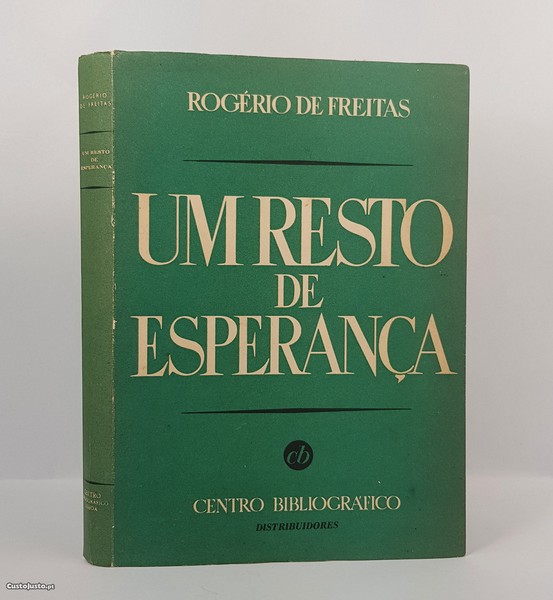 ROGÉRIO
DE FREITAS
UM RESTO
DE
ESPERANÇA
CENTRO
BIBLIOGRÁFICO
LISBOA
ROGÉRIO DE FREITAS
UM RESTO
DE
ESPERANÇA
cb
CENTRO BIBLIOGRÁFICO
DISTRIBUIDORES
CustoJusto.pt